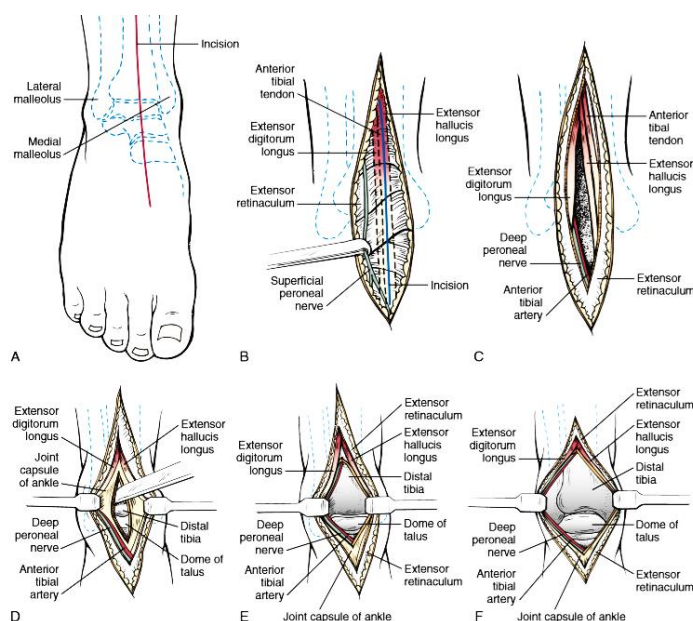 Incision
Lateral
malleolus
Medial
malleolus
A
Anterior
tibial
tendon
Extensor
digitorum
longus
Extensor
retinaculum
Superficial
peroneal
nerve
Extensor
hallucis
longus
Incision
B
Extensor
digitorum
longus
Deep
peroneal
nerve
Anterior
tibial
artery
Anterior
tibal
tendon
Extensor
hallucis
longus
Extensor
retinaculum
C
Extensor
digitorum
longus
Joint
capsule
of ankle
Deep
peroneal
nerve
Anterior
tibial
artery
Extensor
hallucis
longus
Distal
tibia
Dome of
talus
D
Extensor
digitorum
longus
Deep
peroneal
nerve
Anterior
tibial
artery
Extensor
retinaculum
Extensor
hallucis
longus
Distal
tibia
Dome of
talus
Extensor
retinaculum
Joint capsule of ankle
E
Extensor
digitorum
longus
Deep
peroneal
nerve
Anterior
tibial
artery
Extensor
retinaculum
Extensor
hallucis
longus
Distal
tibia
Dome of
talus
Extensor
retinaculum
Joint capsule of ankle
F